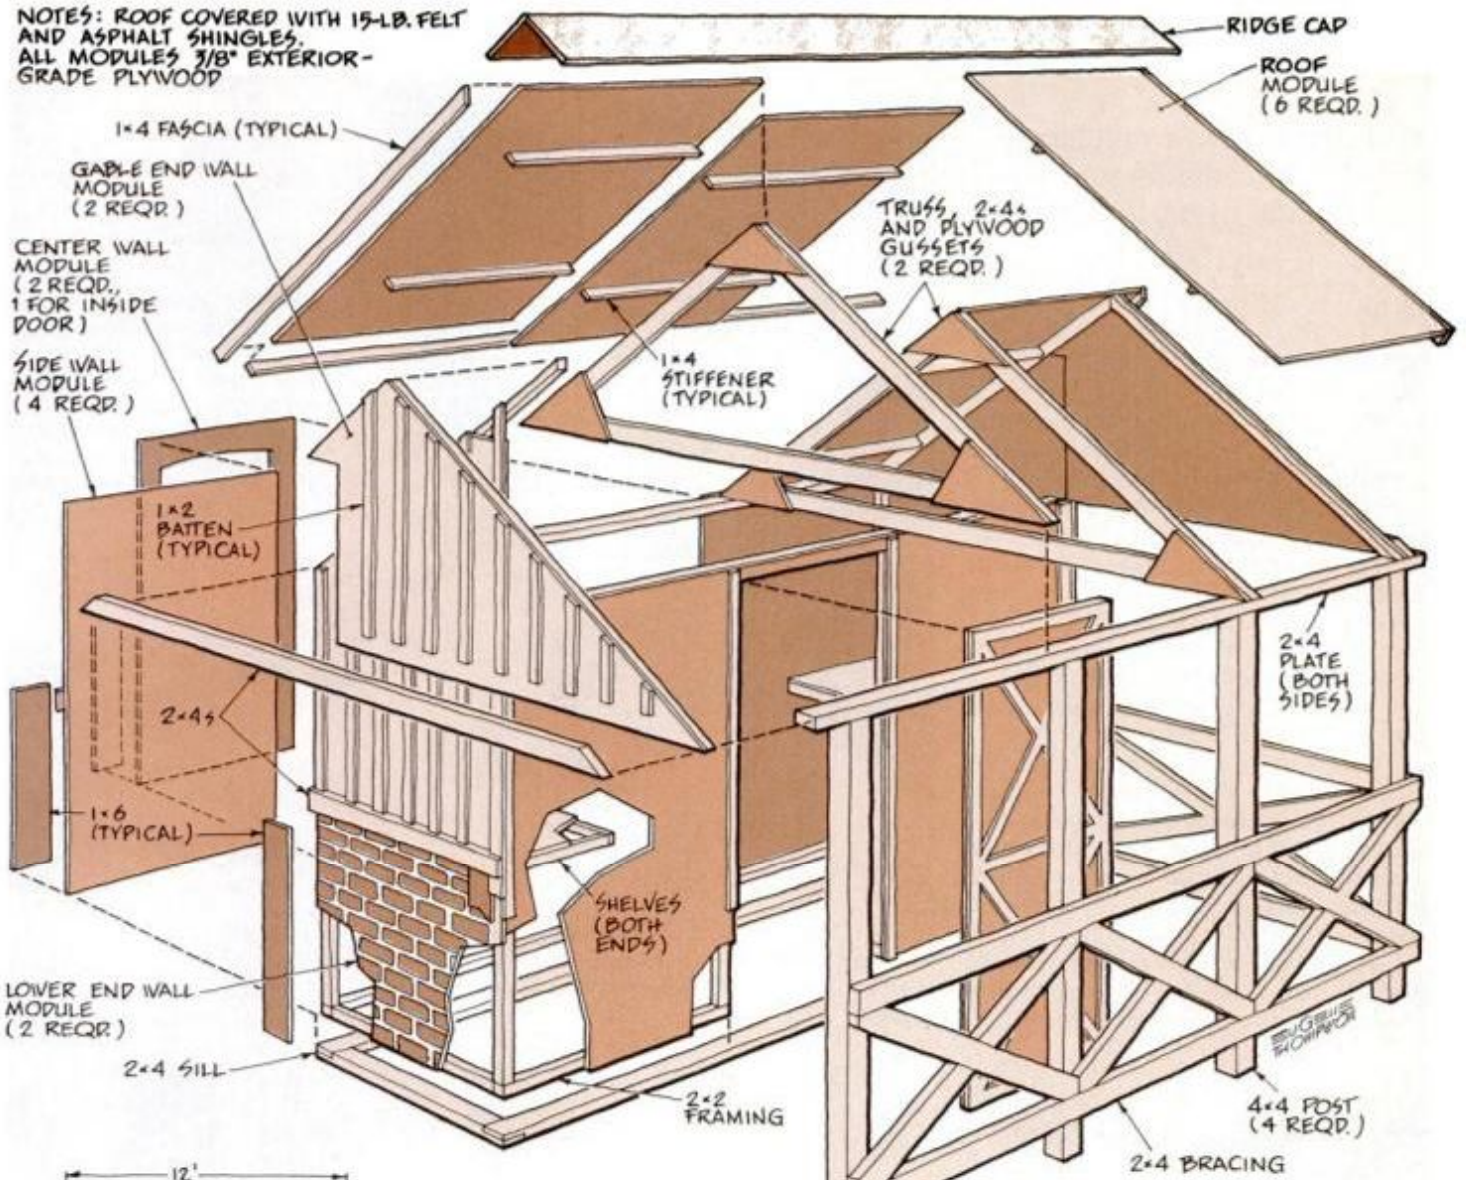 NOTES: ROOF COVERED WITH 15-LB. FELT
AND ASPHALT SHINGLES.
ALL MODULES 3/8" EXTERIOR-
GRADE PLYWOOD
RIDGE CAP
ROOF
MODULE
(6 REQD.)
1×4 FASCIA (TYPICAL)
GABLE END WALL
MODULE
(2 REQD.)
TRUSS, 2×4s
AND PLYWOOD
GUSSETS
(2 REQD.)
CENTER WALL
MODULE
(2 REQD.,
1 FOR INSIDE
DOOR)
SIDE WALL
MODULE
(4 REQD.)
1×4
STIFFENER
(TYPICAL)
1×2
BATTEN
(TYPICAL)
2×4
PLATE
(BOTH
SIDES)
2×4s
1×6
(TYPICAL)
SHELVES
(BOTH
ENDS)
LOWER END WALL
MODULE
(2 REQD.)
EUGENE
THOMPSON
2×4 SILL
2×2
FRAMING
4×4 POST
(4 REQD.)
2×4 BRACING
12'